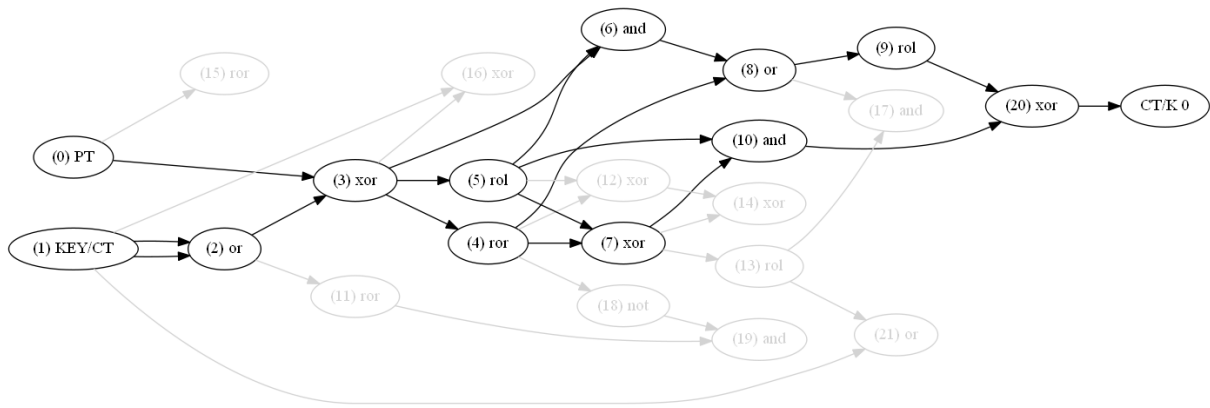 (0) PT
(1) KEY/CT
(15) ror
(2) or
(3) xor
(11) ror
(16) xor
(5) rol
(4) ror
(6) and
(12) xor
(7) xor
(18) not
(8) or
(10) and
(14) xor
(13) rol
(19) and
(9) rol
(17) and
(21) or
(20) xor
CT/K 0